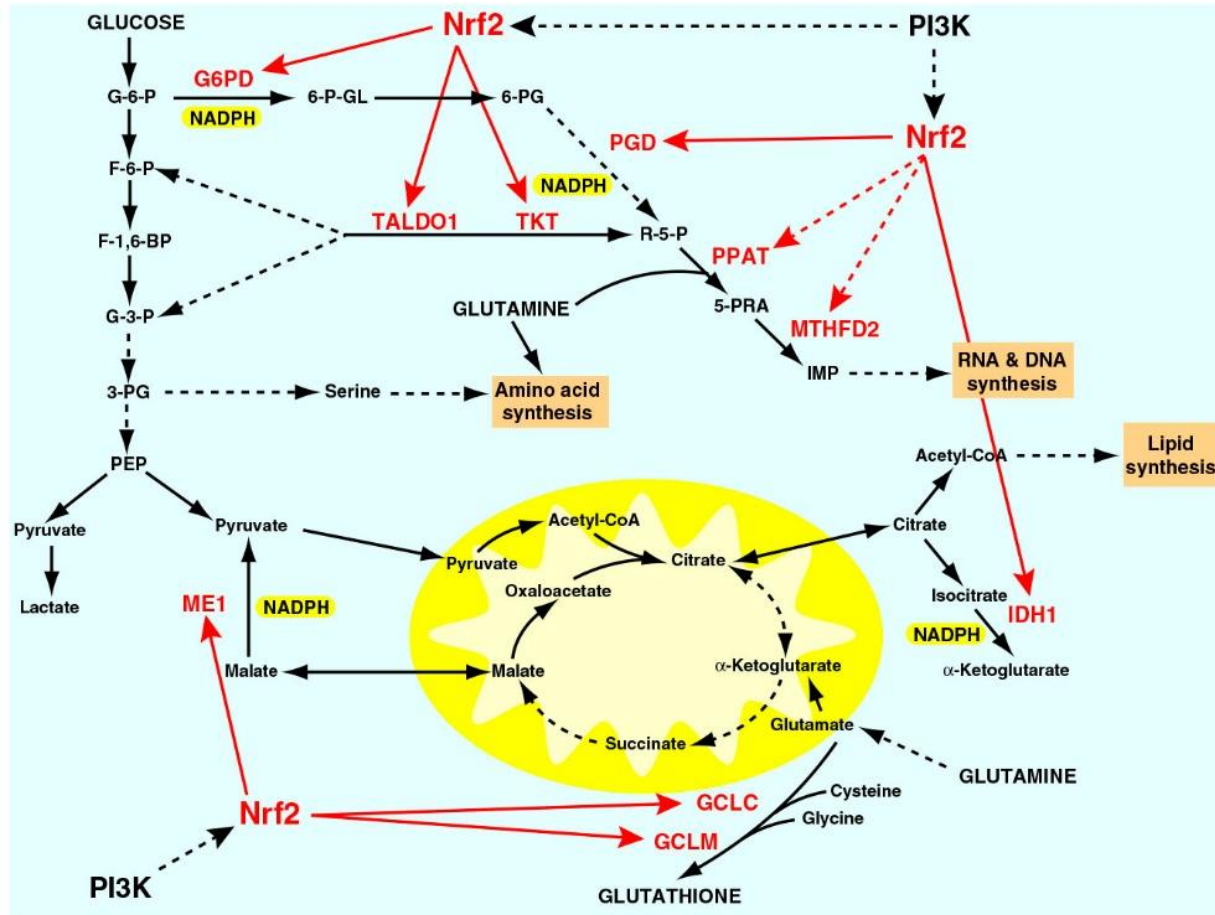 GLUCOSE
Nrf2
PI3K
G6PD
G-6-P
NADPH
6-P-GL
6-PG
PGD
Nrf2
F-6-P
NADPH
TALDO1
TKT
F-1,6-BP
R-5-P
PPAT
G-3-P
GLUTAMINE
5-PRA
MTHFD2
3-PG
Serine
Amino acid
synthesis
IMP
RNA & DNA
synthesis
PEP
Acetyl-CoA
Lipid
synthesis
Pyruvate
Pyruvate
Acetyl-CoA
Citrate
Pyruvate
Citrate
Lactate
ME1
NADPH
Oxaloacetate
Isocitrate
IDH1
NADPH
Malate
Malate
α-Ketoglutarate
α-Ketoglutarate
Succinate
Glutamate
GLUTAMINE
Nrf2
GCLC
Cysteine
GCLM
Glycine
PI3K
GLUTATHIONE